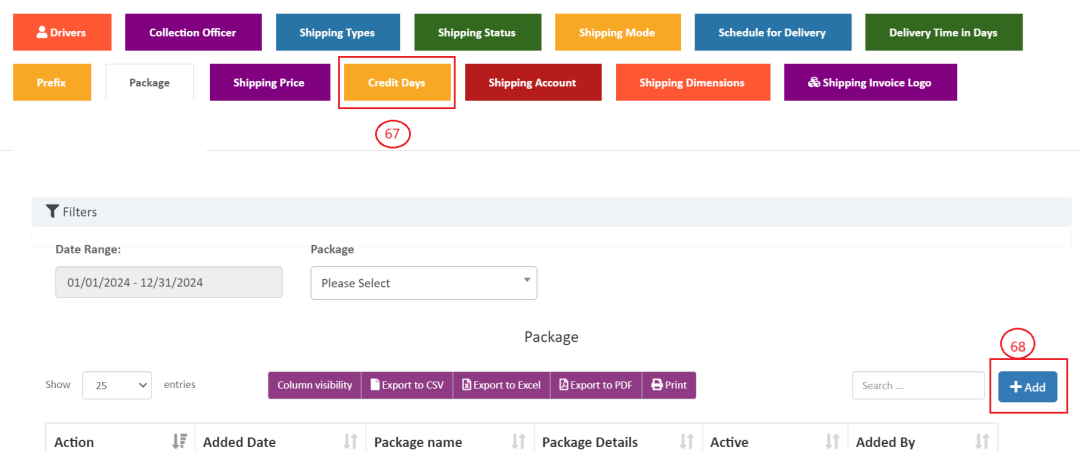 Drivers Collection Officer Shipping Types Shipping Status Shipping Mode Schedule for Delivery Delivery Time in Days
Prefix Package Shipping Price Credit Days Shipping Account Shipping Dimensions Shipping Invoice Logo
67
Filters
Date Range: Package
01/01/2024 - 12/31/2024 Please Select
Package
68
Show 25 entries Column visibility Export to CSV Export to Excel Export to PDF Print Search ... Add
Action Added Date Package name Package Details Active Added By